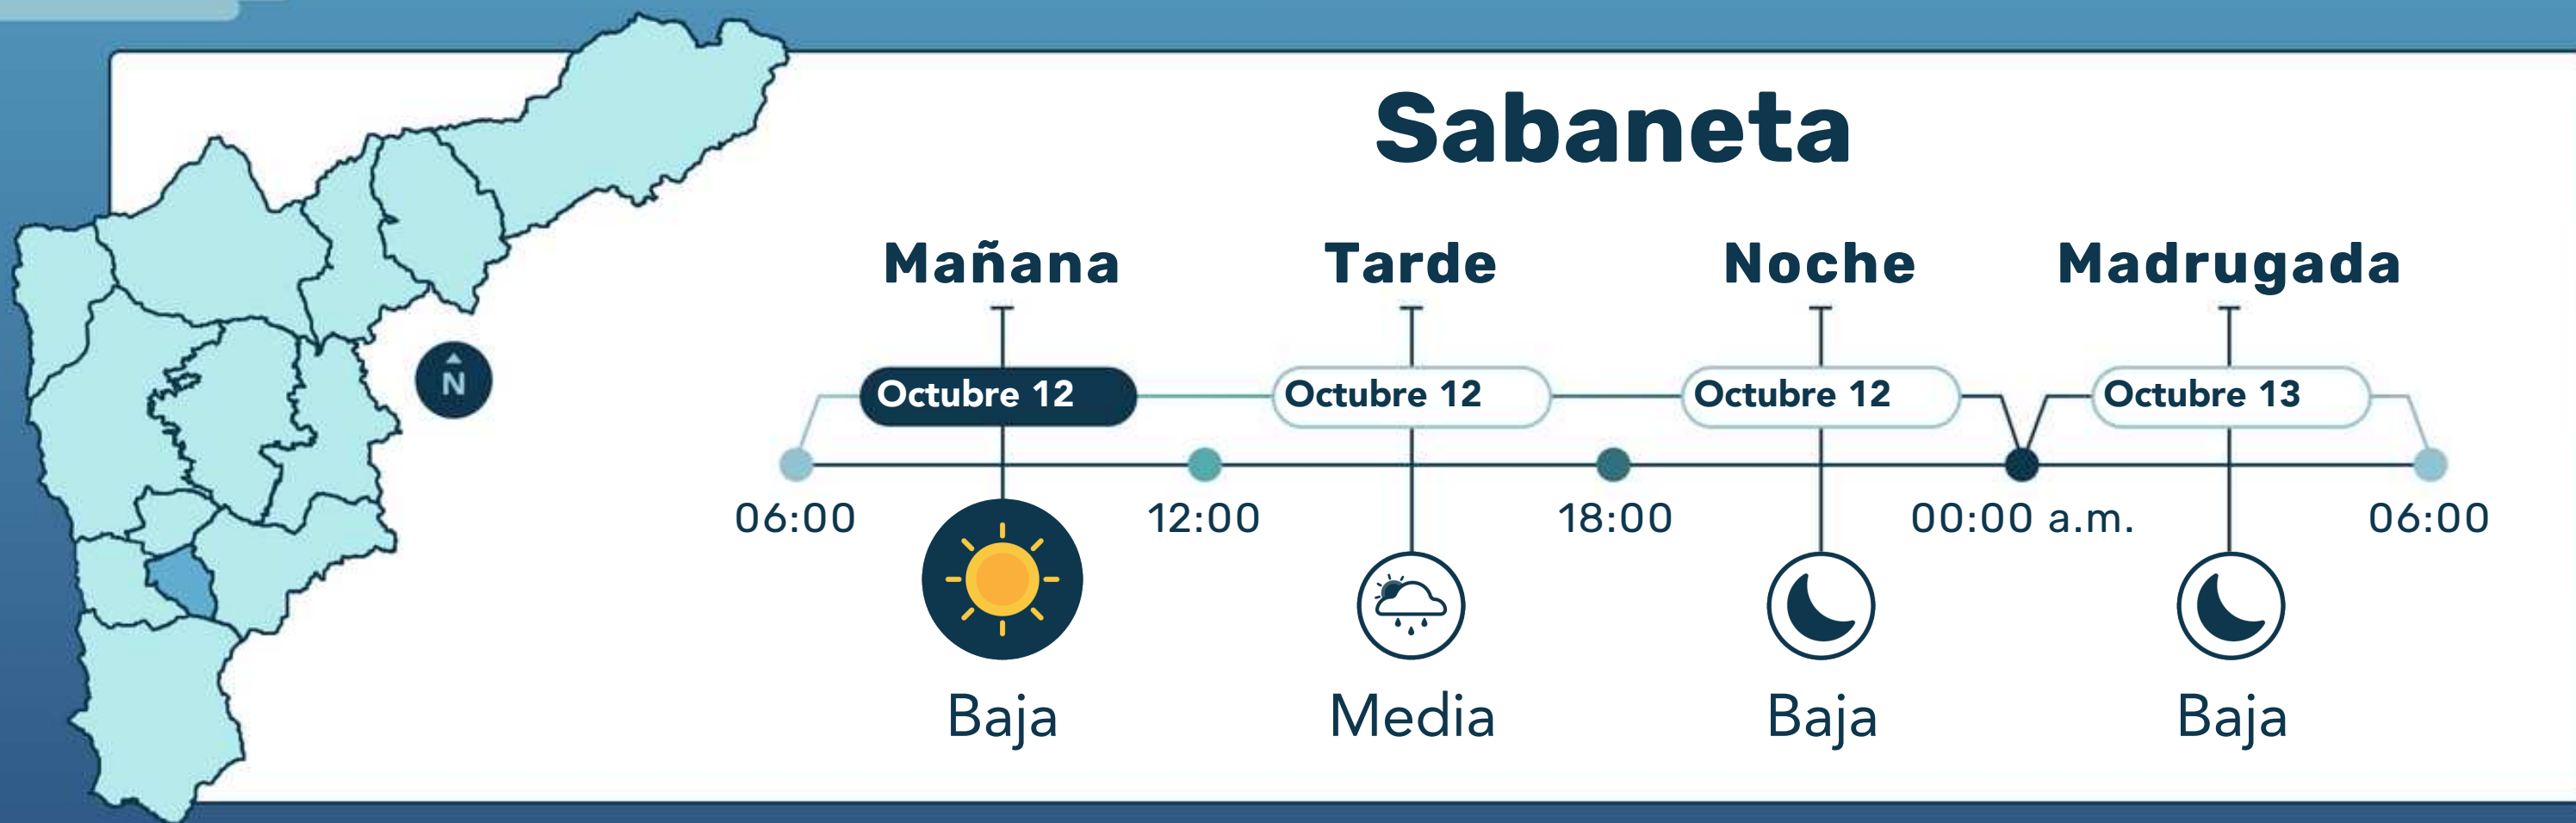 Sabaneta
Mañana Tarde Noche Madrugada
N
Octubre 12 Octubre 12 Octubre 12 Octubre 13
06:00 12:00 18:00 00:00 a.m. 06:00
Baja Media Baja Baja